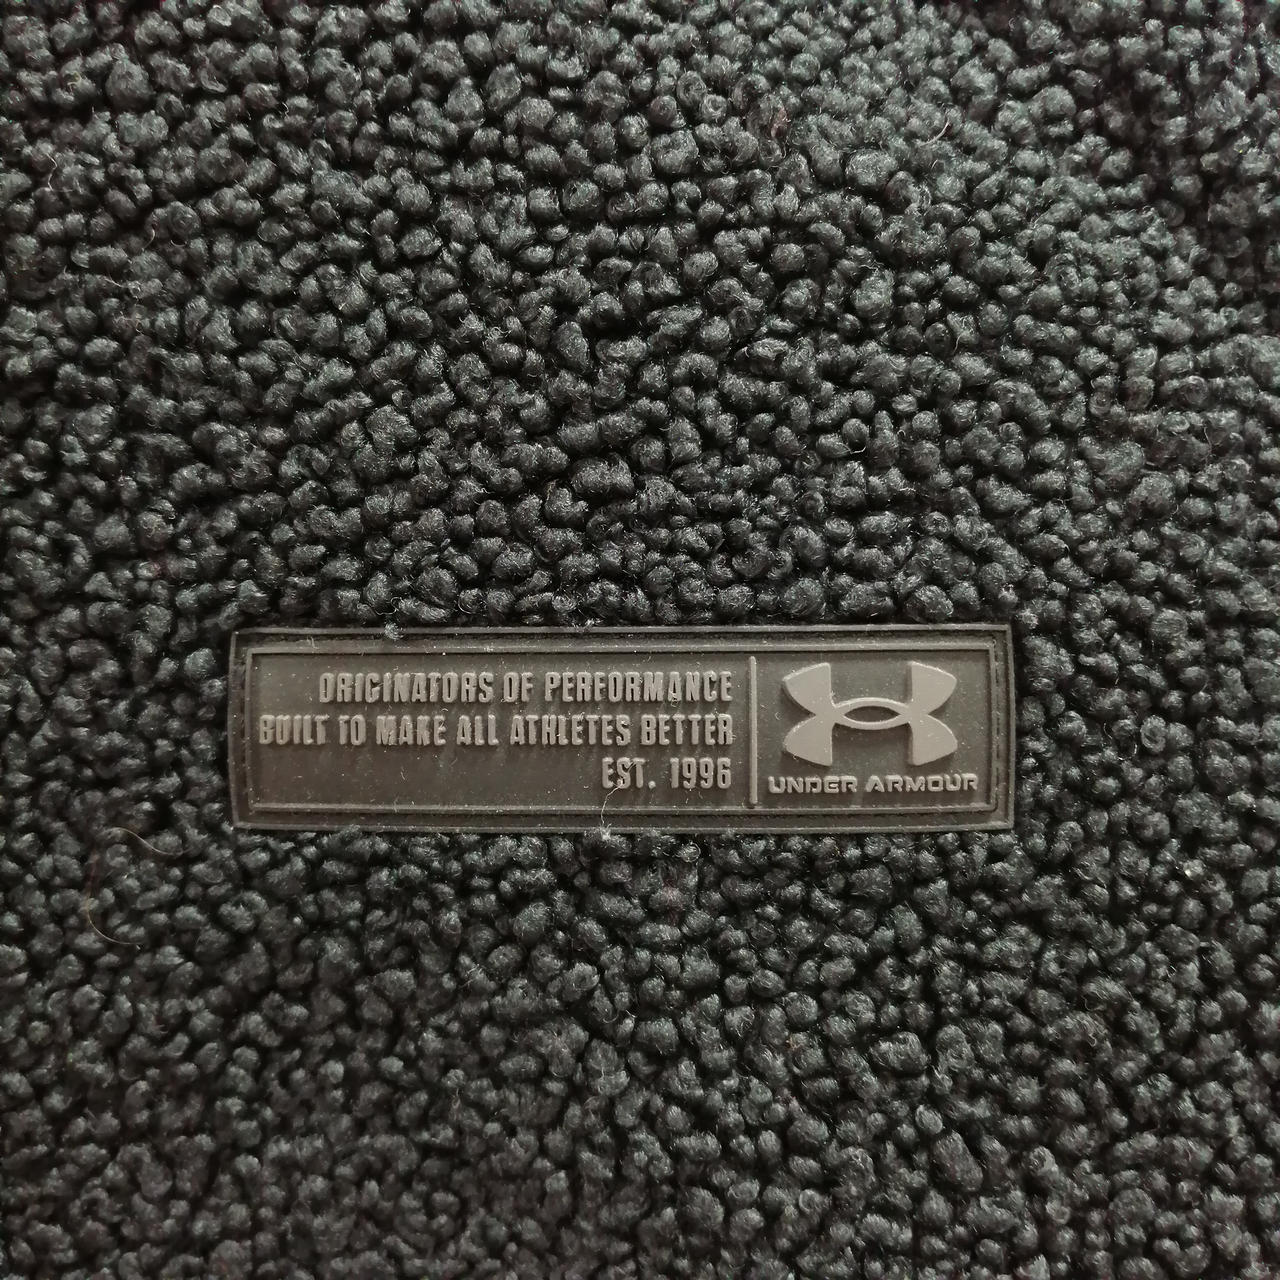 ORIGINATORS OF PERFORMANCE
BUILT TO MAKE ALL ATHLETES BETTER
EST. 1996
UNDER ARMOUR